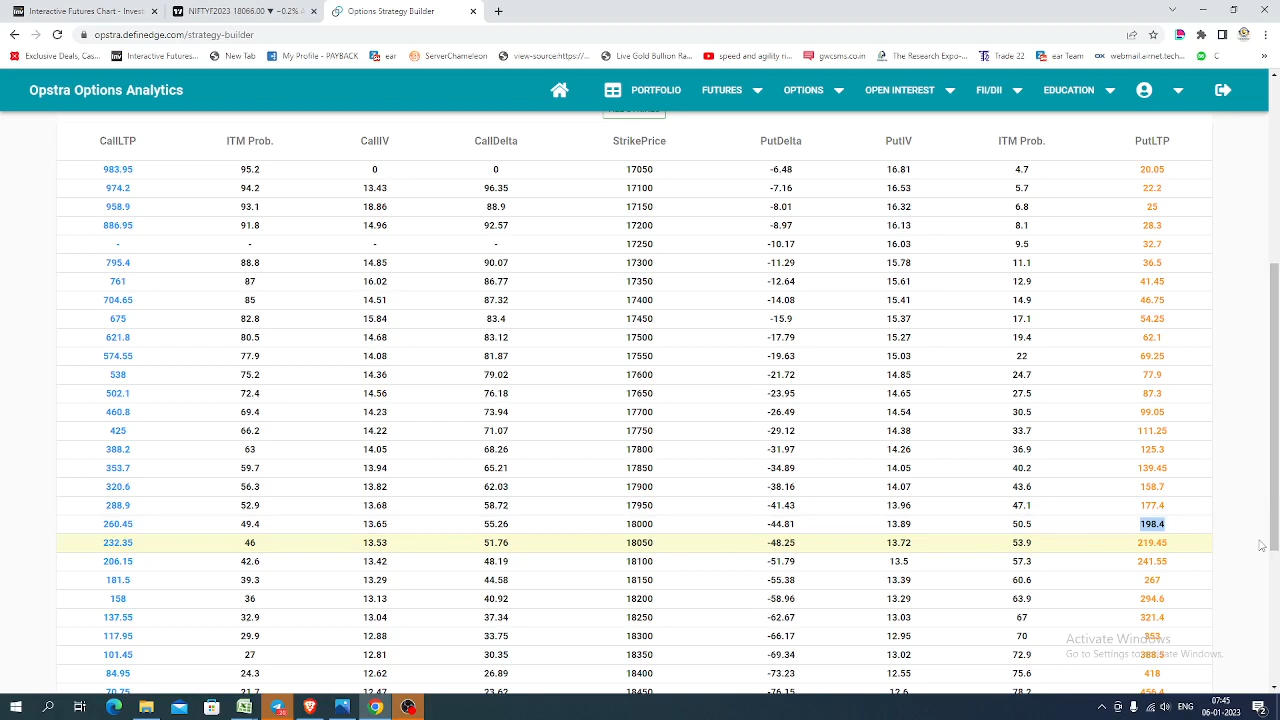 Interactive Futures Chart - Invest
NIFTYF2023 18066.00 ▼ −0.2% 
Opstra Strategy Builder
opstra.definedge.com/strategy-builder
Exclusive Deals, Cas... Interactive Futures... New Tab My Profile - PAYBACK ear ServerChameleon view-source:https:/... Live Gold Bullion Ra... speed and agility r... gwcsms.co.in The Research Expo-... Trade 22 ear Team webmail.airnet.tech... C
Opstra Options Analytics PORTFOLIO FUTURES OPTIONS OPEN INTEREST FII/DII EDUCATION
CallLTP ITM Prob. CallIV CallDelta StrikePrice PutDelta PutIV ITM Prob. PutLTP
983.95 95.2 0 0 17050 -6.48 16.81 4.7 20.05
974.2 94.2 13.43 96.35 17100 -7.16 16.53 5.7 22.2
958.9 93.1 18.86 88.9 17150 -8.01 16.32 6.8 25
886.95 91.8 14.96 92.57 17200 -8.97 16.13 8.1 28.3
- - - - 17250 -10.17 16.03 9.5 32.7
795.4 88.8 14.85 90.07 17300 -11.29 15.78 11.1 36.5
761 87 16.02 86.77 17350 -12.64 15.61 12.9 41.45
704.65 85 14.51 87.32 17400 -14.08 15.41 14.9 46.75
675 82.8 15.84 83.4 17450 -15.9 15.37 17.1 54.25
621.8 80.5 14.68 83.12 17500 -17.79 15.27 19.4 62.1
574.55 77.9 14.08 81.87 17550 -19.63 15.03 22 69.25
538 75.2 14.36 79.02 17600 -21.72 14.85 24.7 77.9
502.1 72.4 14.56 76.18 17650 -23.95 14.65 27.5 87.3
460.8 69.4 14.23 73.94 17700 -26.49 14.54 30.5 99.05
425 66.2 14.22 71.07 17750 -29.12 14.38 33.7 111.25
388.2 63 14.05 68.26 17800 -31.97 14.26 36.9 125.3
353.7 59.7 13.94 65.21 17850 -34.89 14.05 40.2 139.45
320.6 56.3 13.82 62.03 17900 -38.16 14.07 43.6 158.7
288.9 52.9 13.68 58.72 17950 -41.43 13.96 47.1 177.4
260.45 49.4 13.65 55.26 18000 -44.81 13.89 50.5 198.4
232.35 46 13.53 51.76 18050 -48.25 13.72 53.9 219.45
206.15 42.6 13.42 48.19 18100 -51.79 13.5 57.3 241.55
181.5 39.3 13.29 44.58 18150 -55.38 13.39 60.6 267
158 36 13.13 40.92 18200 -58.96 13.29 63.9 294.6
137.55 32.9 13.04 37.34 18250 -62.67 13.03 67 321.4
117.95 29.9 12.88 33.75 18300 -66.17 12.95 70 353
101.45 27 12.81 30.35 18350 -69.34 13.02 72.9 388.5
84.95 24.3 12.62 26.89 18400 -73.23 12.55 75.6 418
70.75 21.7 12.47 23.62 18450 -76.15 12.6 78.2 456.4
Activate Windows
Go to Settings to activate Windows.
ENG 07:45
06-01-2023